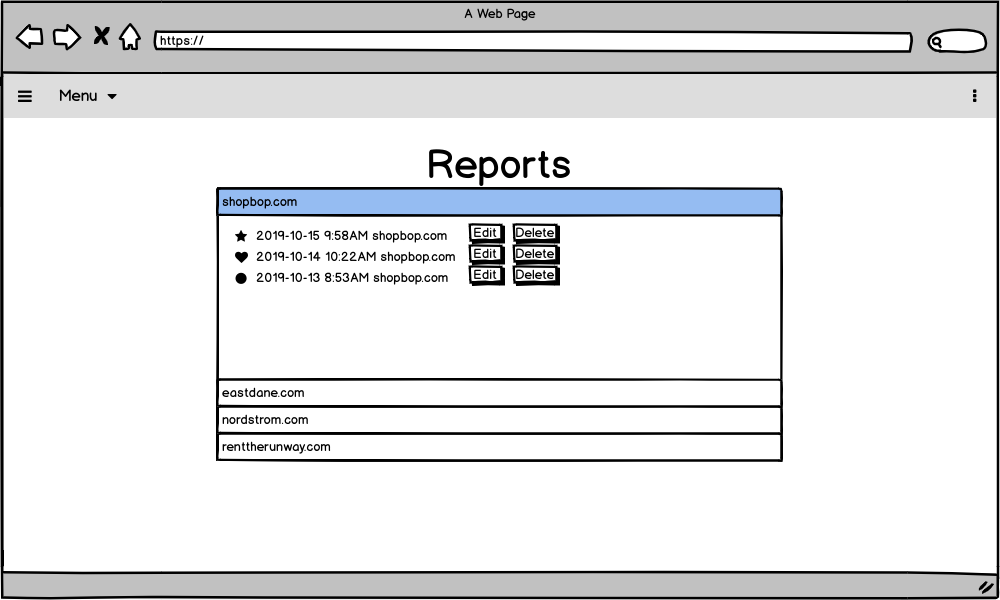 A Web Page
https://
Menu
Reports
shopbop.com
2019-10-15 9:58AM shopbop.com Edit Delete
2019-10-14 10:22AM shopbop.com Edit Delete
2019-10-13 8:53AM shopbop.com Edit Delete
eastdane.com
nordstrom.com
renttherunway.com